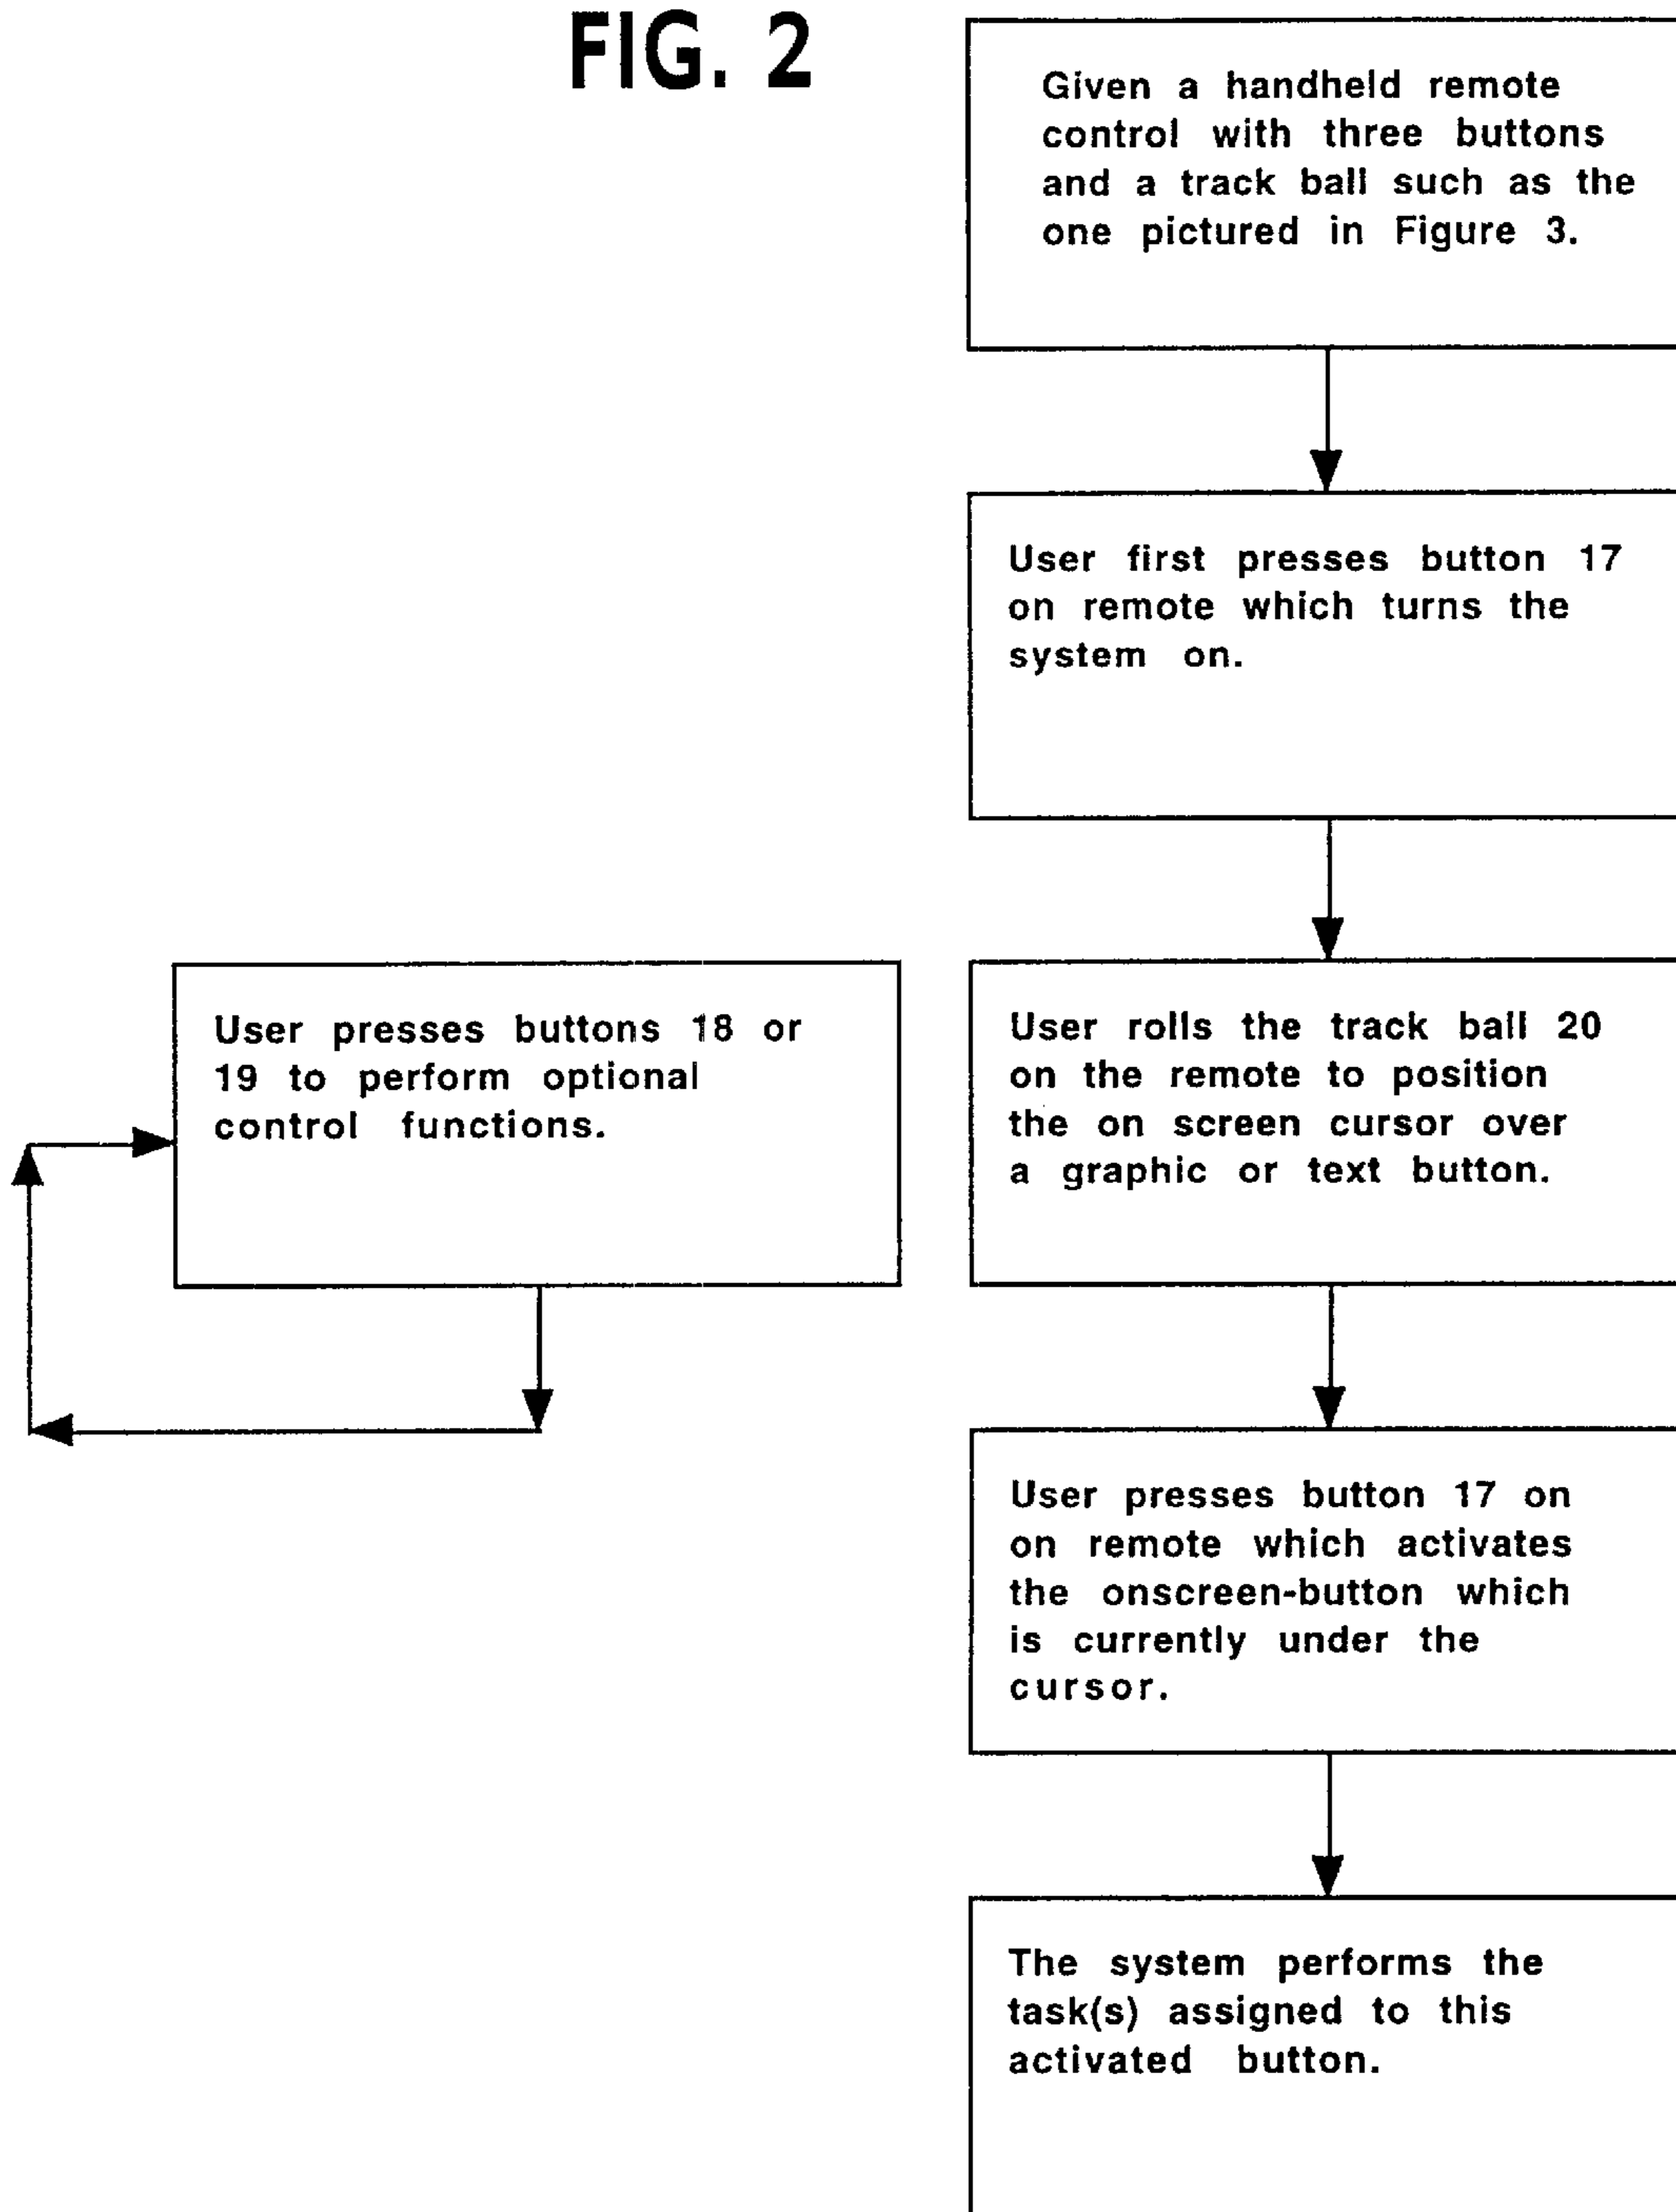 FIG. 2
Given a handheld remote
control with three buttons
and a track ball such as the
one pictured in Figure 3.
User first presses button 17
on remote which turns the
system on.
User presses buttons 18 or
19 to perform optional
control functions.
User rolls the track ball 20
on the remote to position
the on screen cursor over
a graphic or text button.
User presses button 17 on
on remote which activates
the onscreen-button which
is currently under the
cursor.
The system performs the
task(s) assigned to this
activated button.